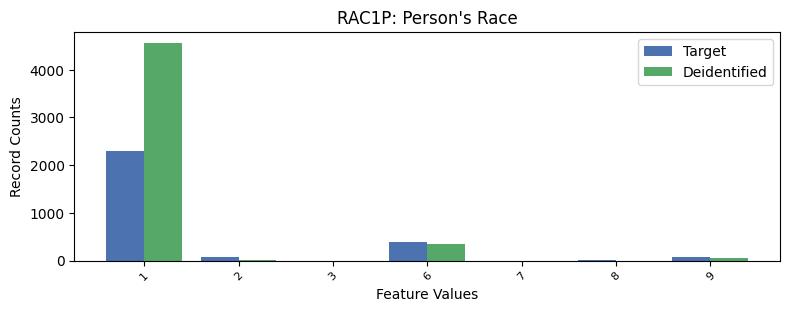 RAC1P: Person's Race
Target
Deidentified
Record Counts
4000
3000
2000
1000
0
1 2 3 6 7 8 9
Feature Values